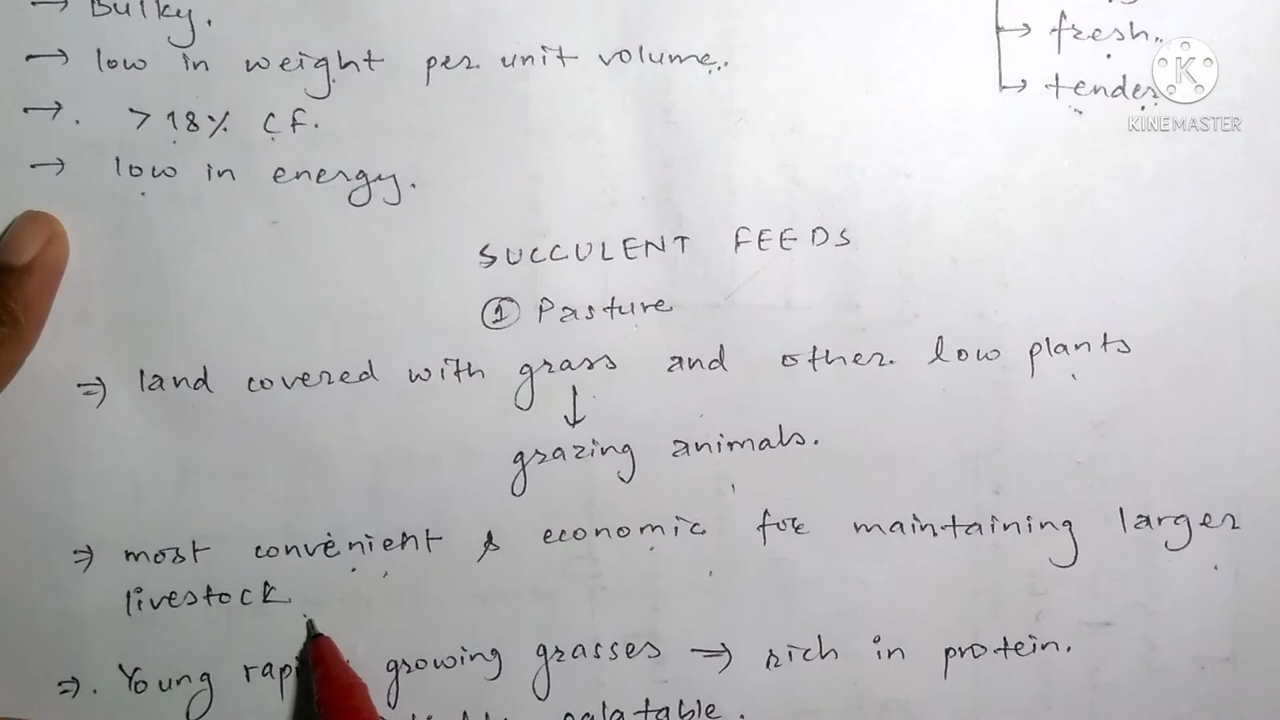 → Bulky.
→ low in weight per unit volume.
→. > 18% CF.
→ low in energy.
→ fresh.
→ tender
KINEMASTER
SUCCULENT FEEDS
① Pasture
⇒ land covered with grass and other low plants
↓
grazing animals.
⇒ most convenient & economic for maintaining larger
livestock
⇒. Young growing grasses ⇒ rich in protein.
palatable.